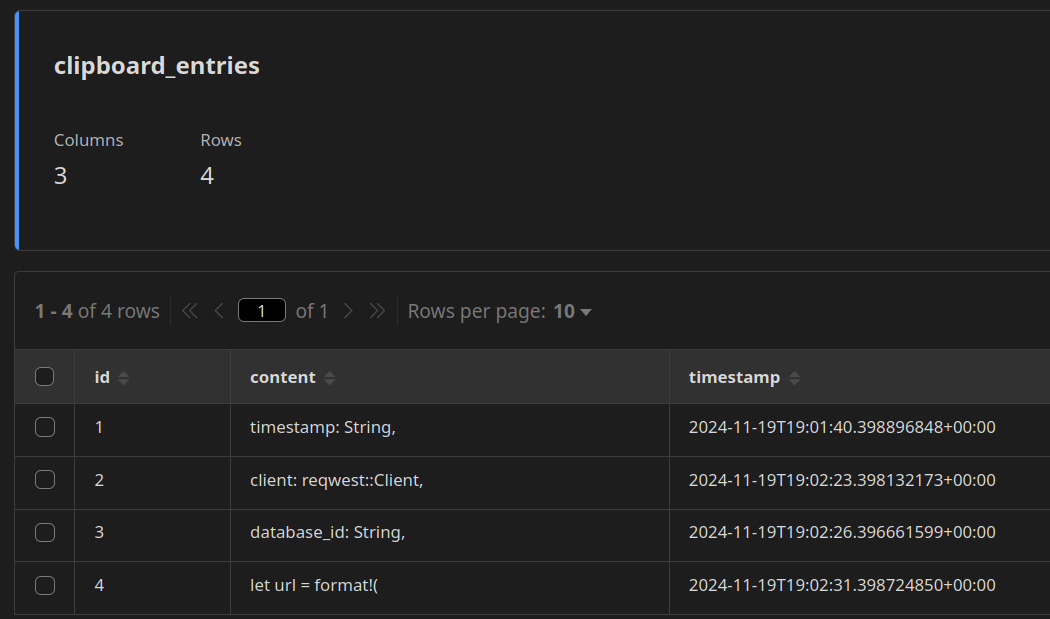 clipboard_entries
Columns Rows
3 4
1 - 4 of 4 rows 1 of 1 Rows per page: 10
id content timestamp
1 timestamp: String, 2024-11-19T19:01:40.398896848+00:00
2 client: reqwest::Client, 2024-11-19T19:02:23.398132173+00:00
3 database_id: String, 2024-11-19T19:02:26.396661599+00:00
4 let url = format!( 2024-11-19T19:02:31.398724850+00:00